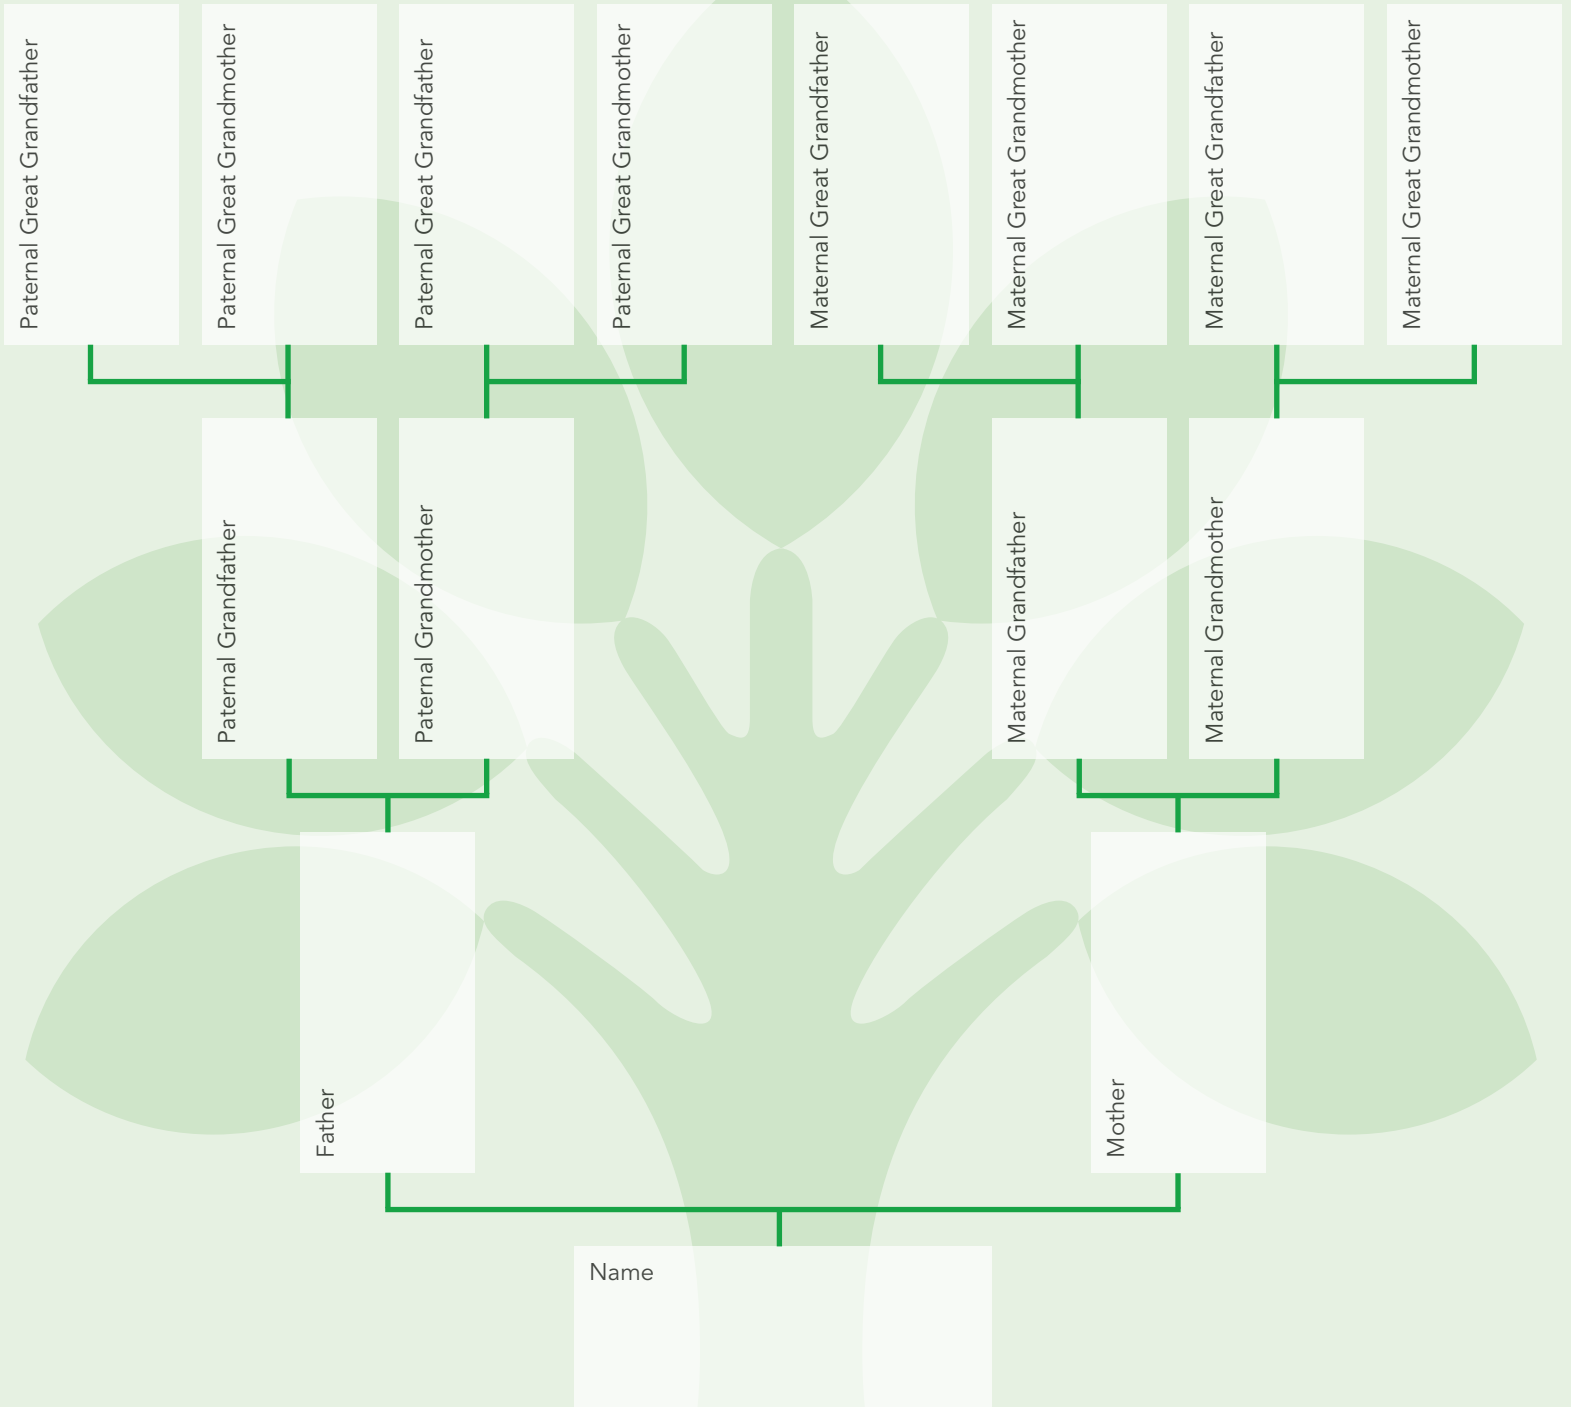 Paternal Great Grandfather
Paternal Great Grandmother
Paternal Great Grandfather
Paternal Great Grandmother
Maternal Great Grandfather
Maternal Great Grandmother
Maternal Great Grandfather
Maternal Great Grandmother
Paternal Grandfather
Paternal Grandmother
Maternal Grandfather
Maternal Grandmother
Father
Mother
Name